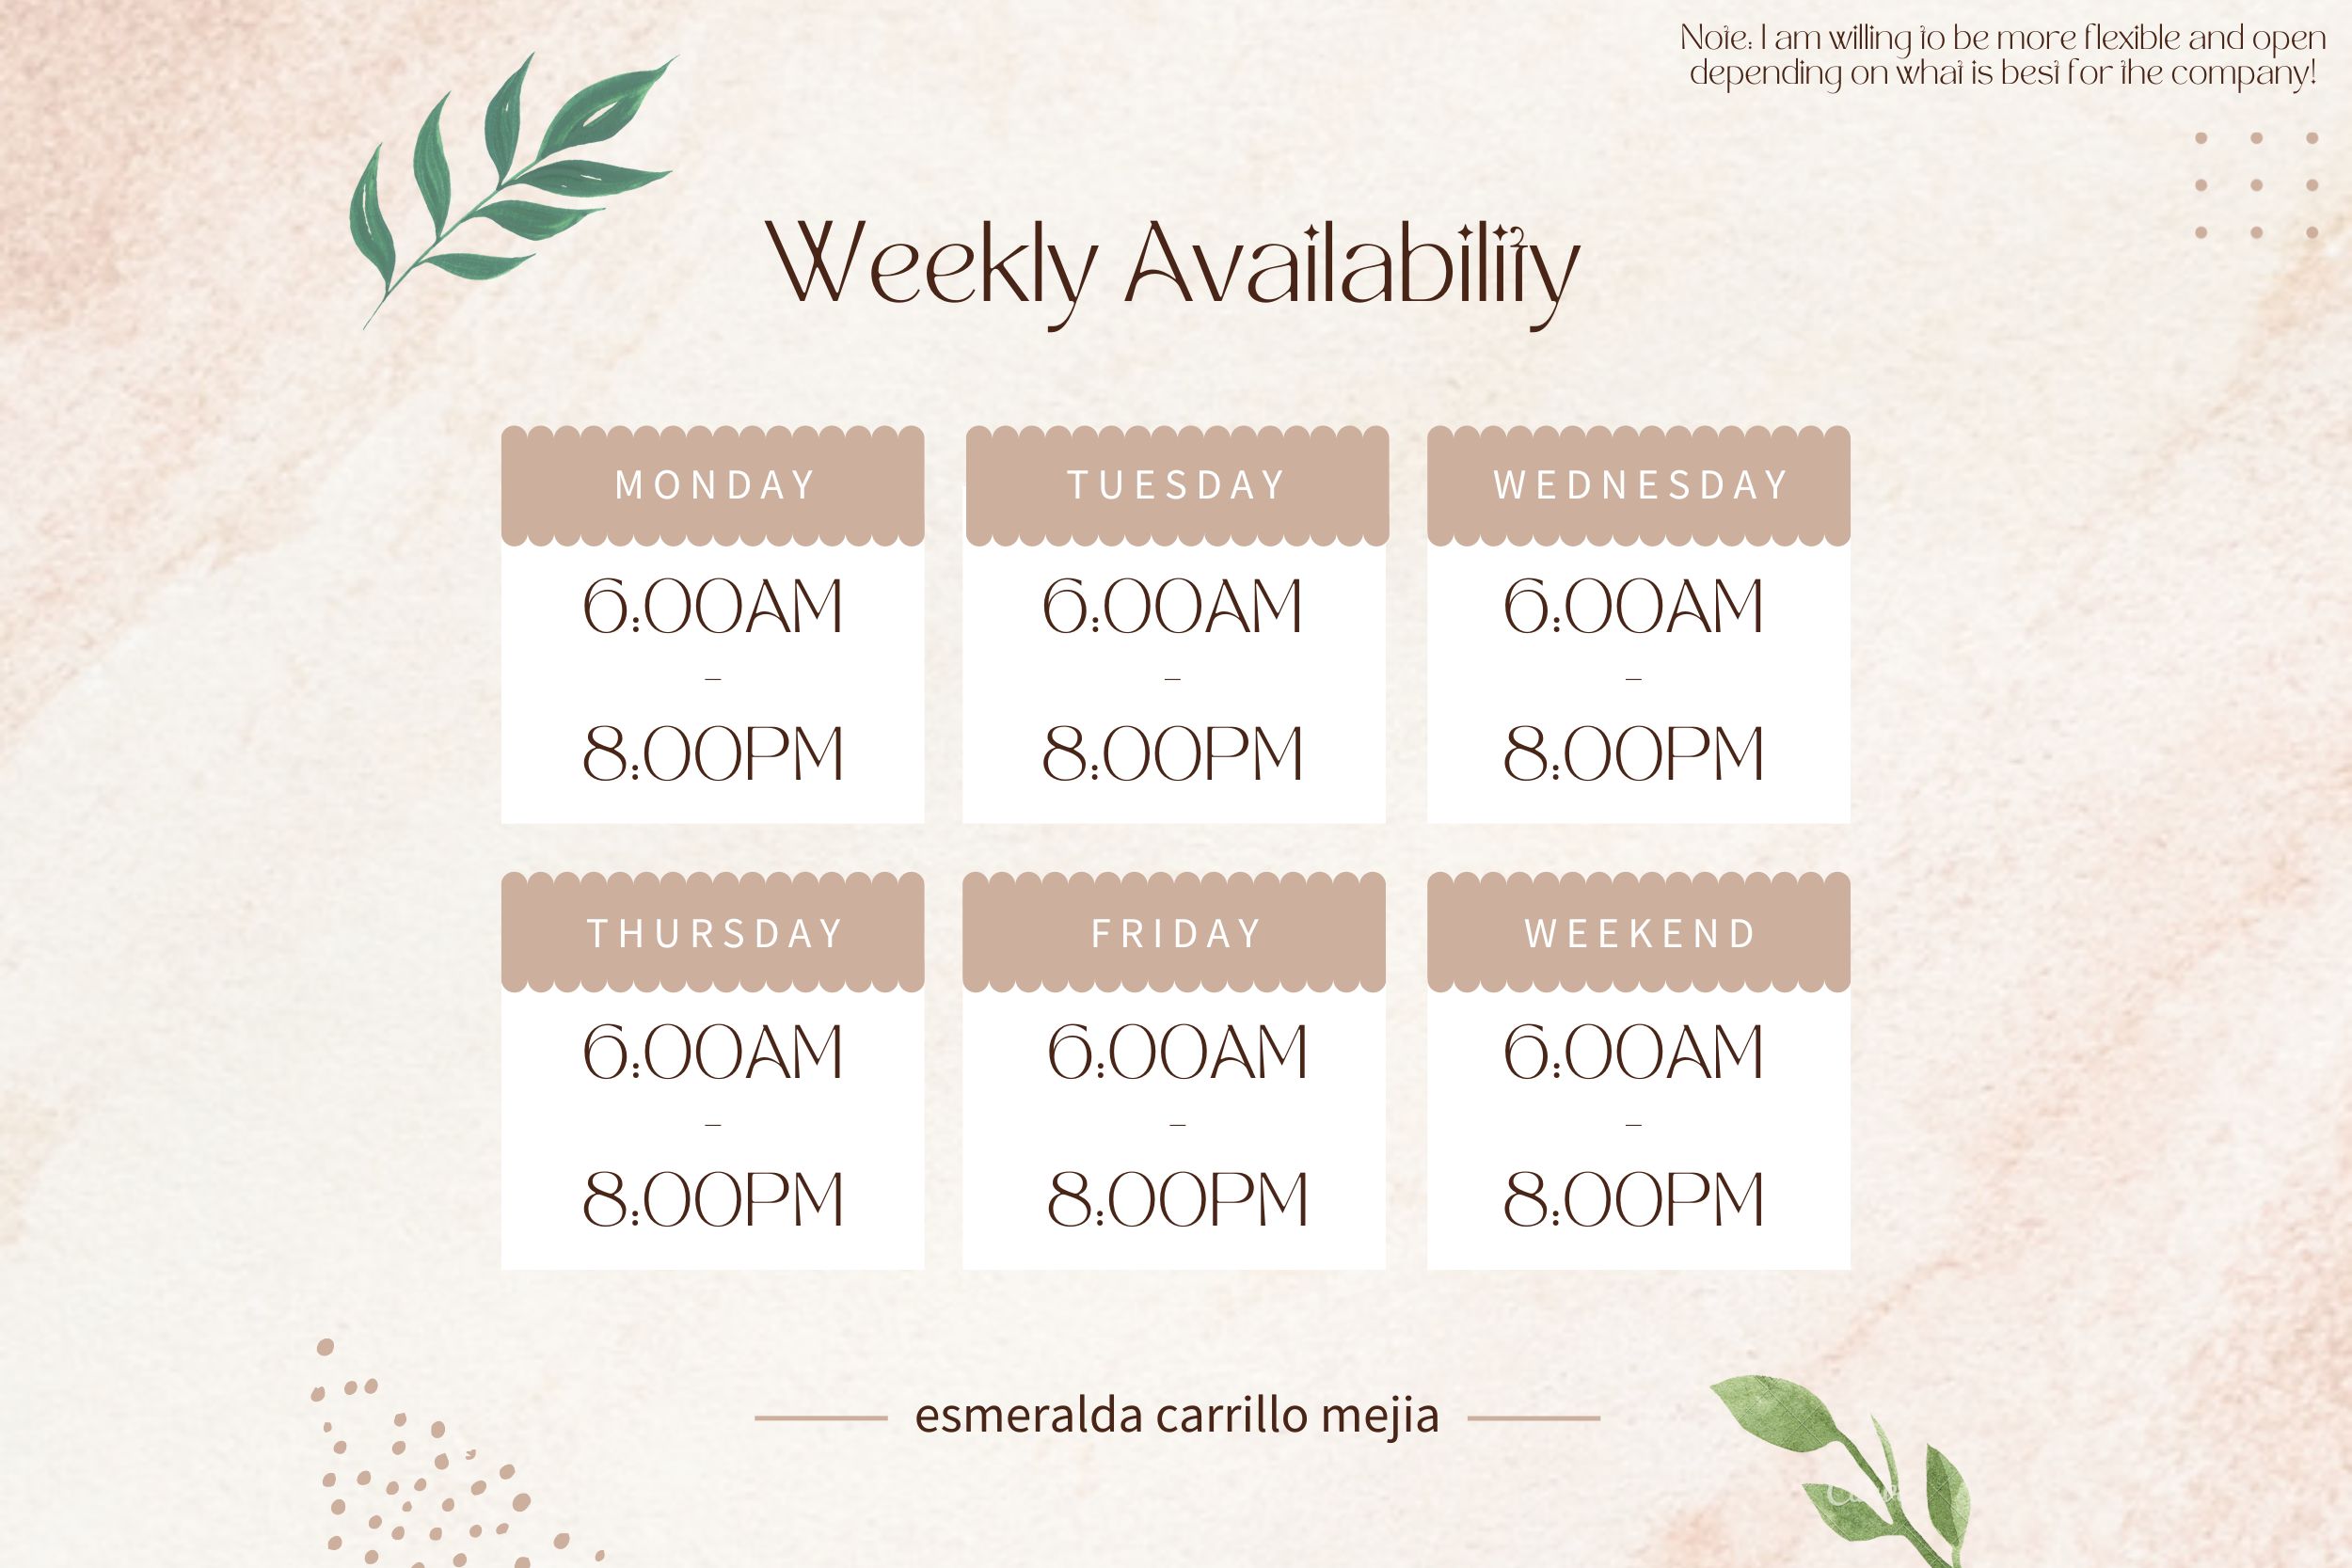 Note: I am willing to be more flexible and open
depending on what is best for the company!
Weekly Availability
MONDAY
6:00AM
–
8:00PM
TUESDAY
6:00AM
–
8:00PM
WEDNESDAY
6:00AM
–
8:00PM
THURSDAY
6:00AM
–
8:00PM
FRIDAY
6:00AM
–
8:00PM
WEEKEND
6:00AM
–
8:00PM
esmeralda carrillo mejia